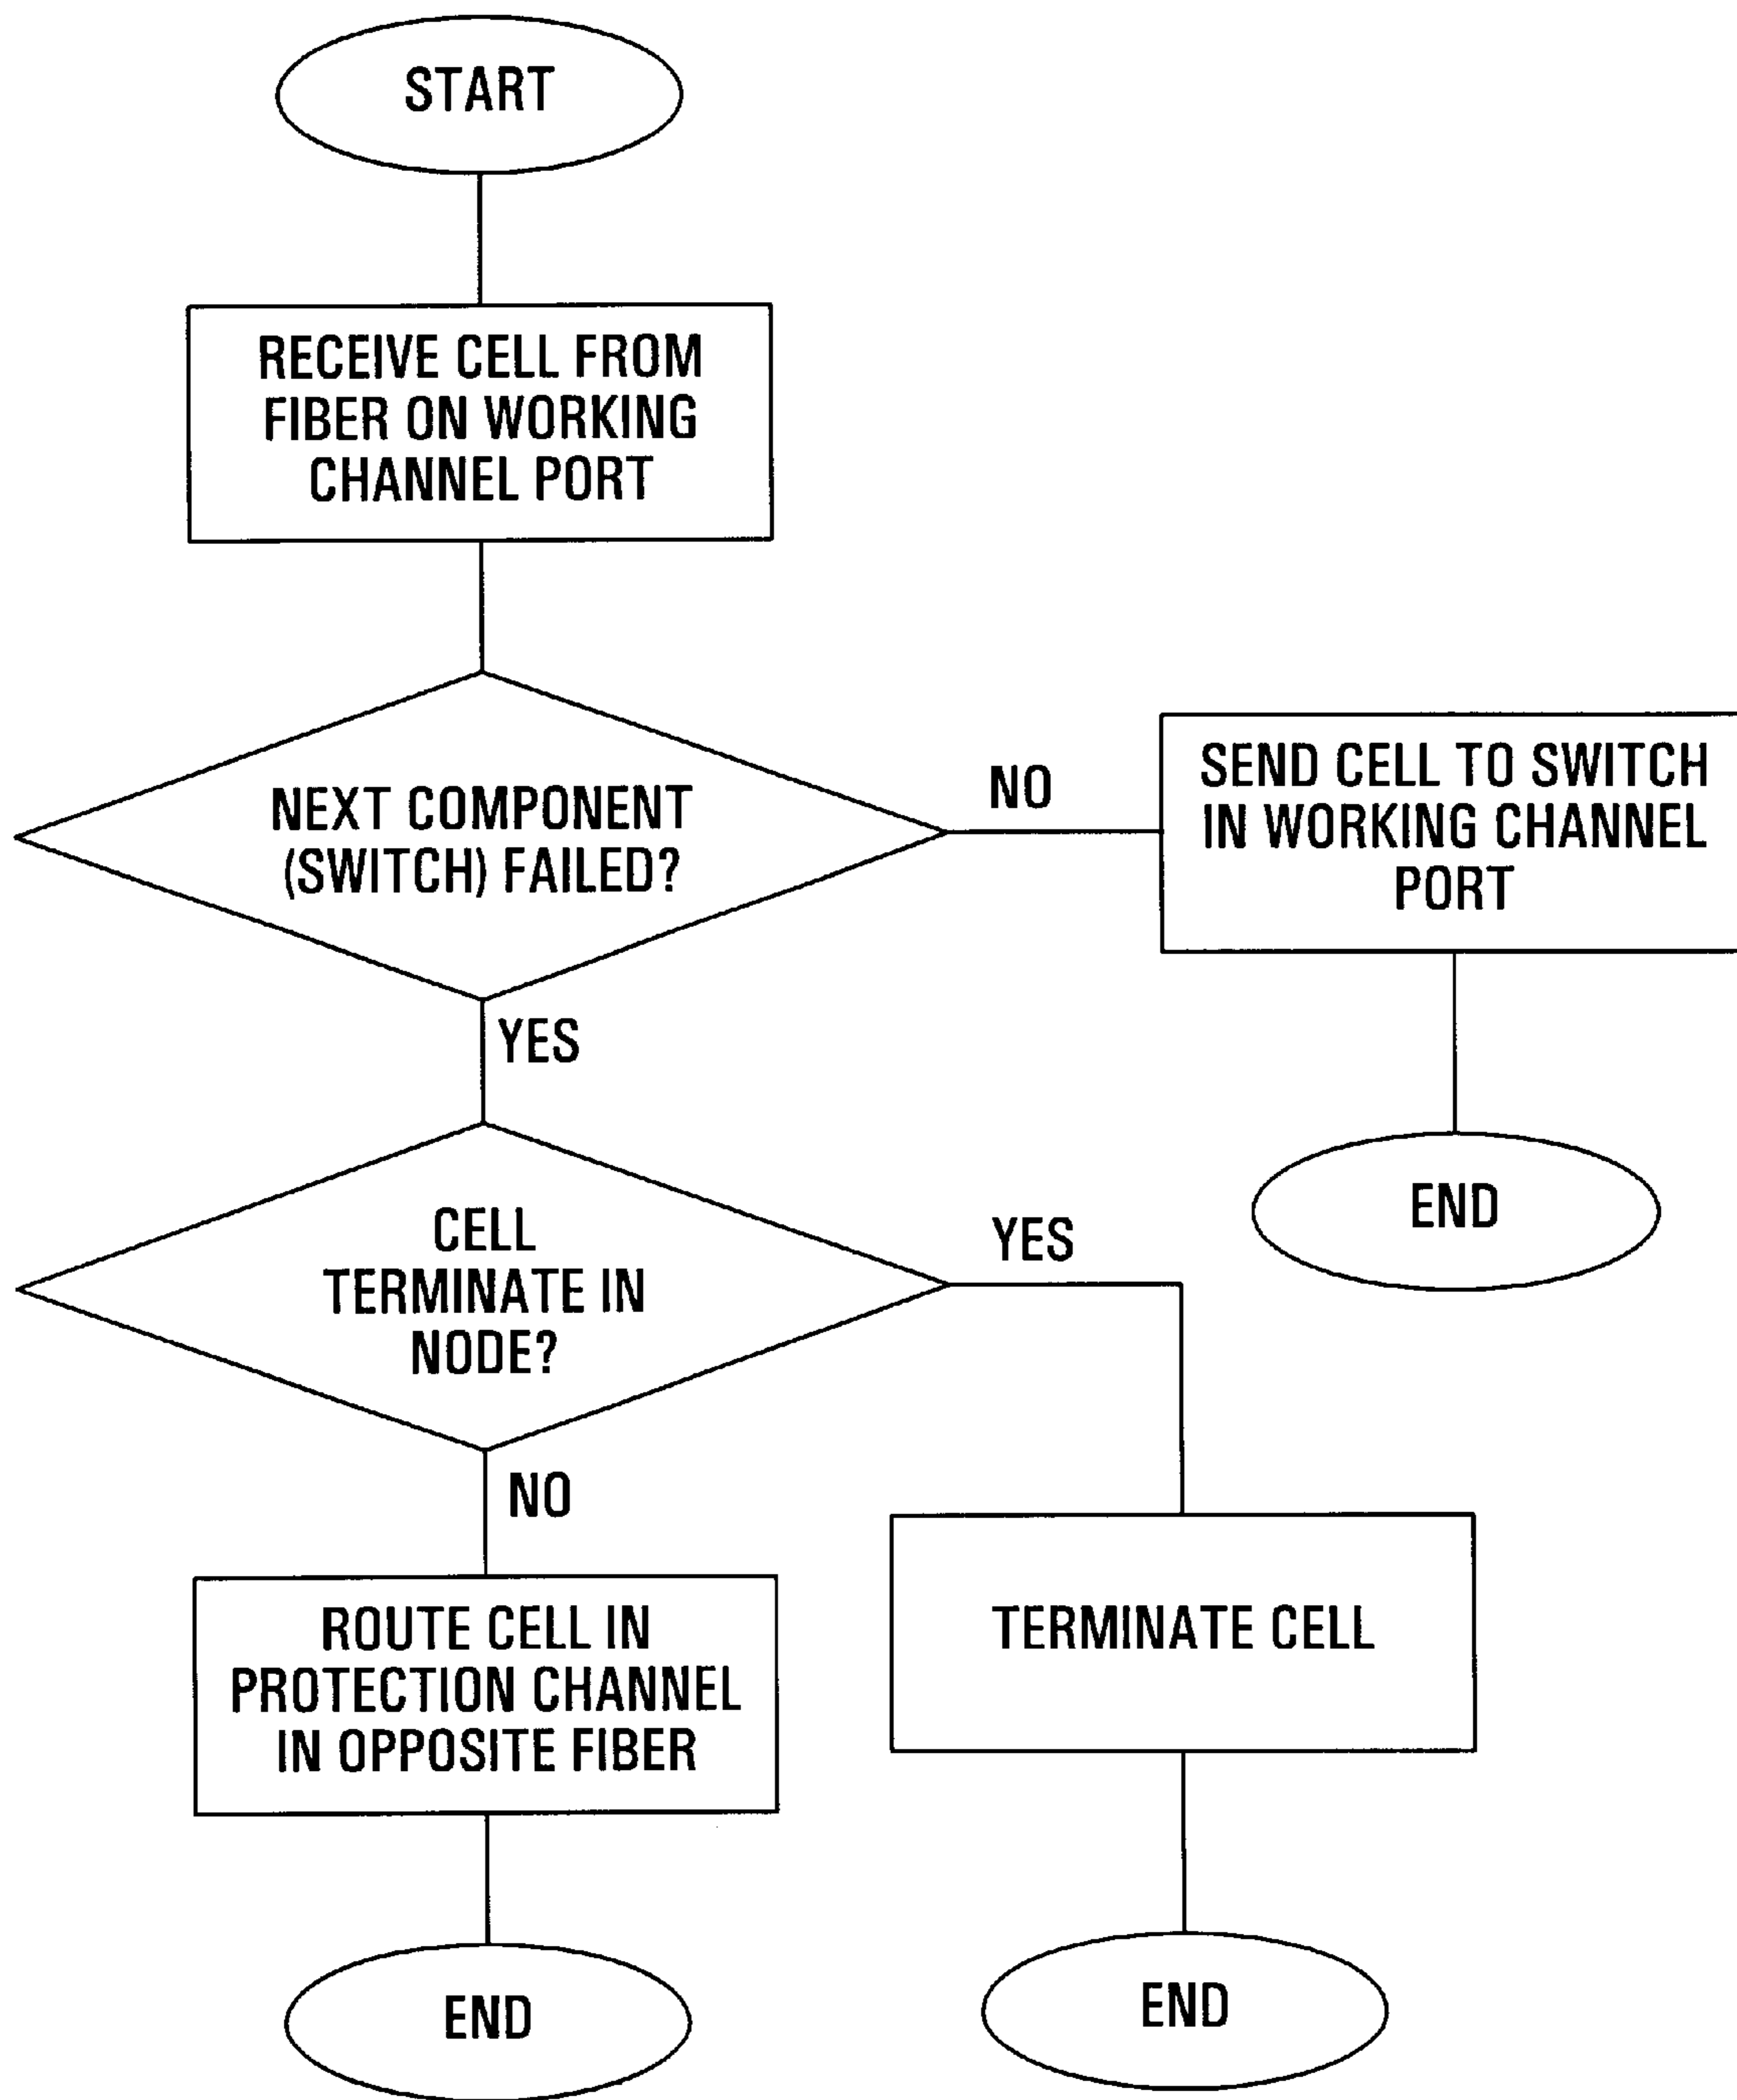 START
RECEIVE CELL FROM
FIBER ON WORKING
CHANNEL PORT
NEXT COMPONENT
(SWITCH) FAILED?
NO
SEND CELL TO SWITCH
IN WORKING CHANNEL
PORT
END
YES
CELL
TERMINATE IN
NODE?
YES
NO
ROUTE CELL IN
PROTECTION CHANNEL
IN OPPOSITE FIBER
END
TERMINATE CELL
END